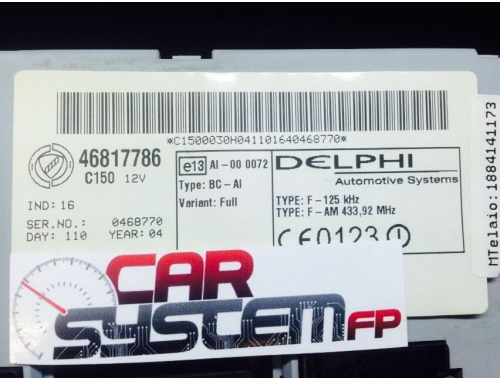 *C1500030H041101640468770*
46817786
C150 12V
IND: 16
SER.NO.: 0468770
DAY: 110 YEAR: 04
e13 AI-00 0072
Type: BC-AI
Variant: Full
DELPHI
Automotive Systems
TYPE: F-125 kHz
TYPE: F-AM 433,92 MHz
CE0123
MTelaio: 1884141173
CAR
SYSTEM FP